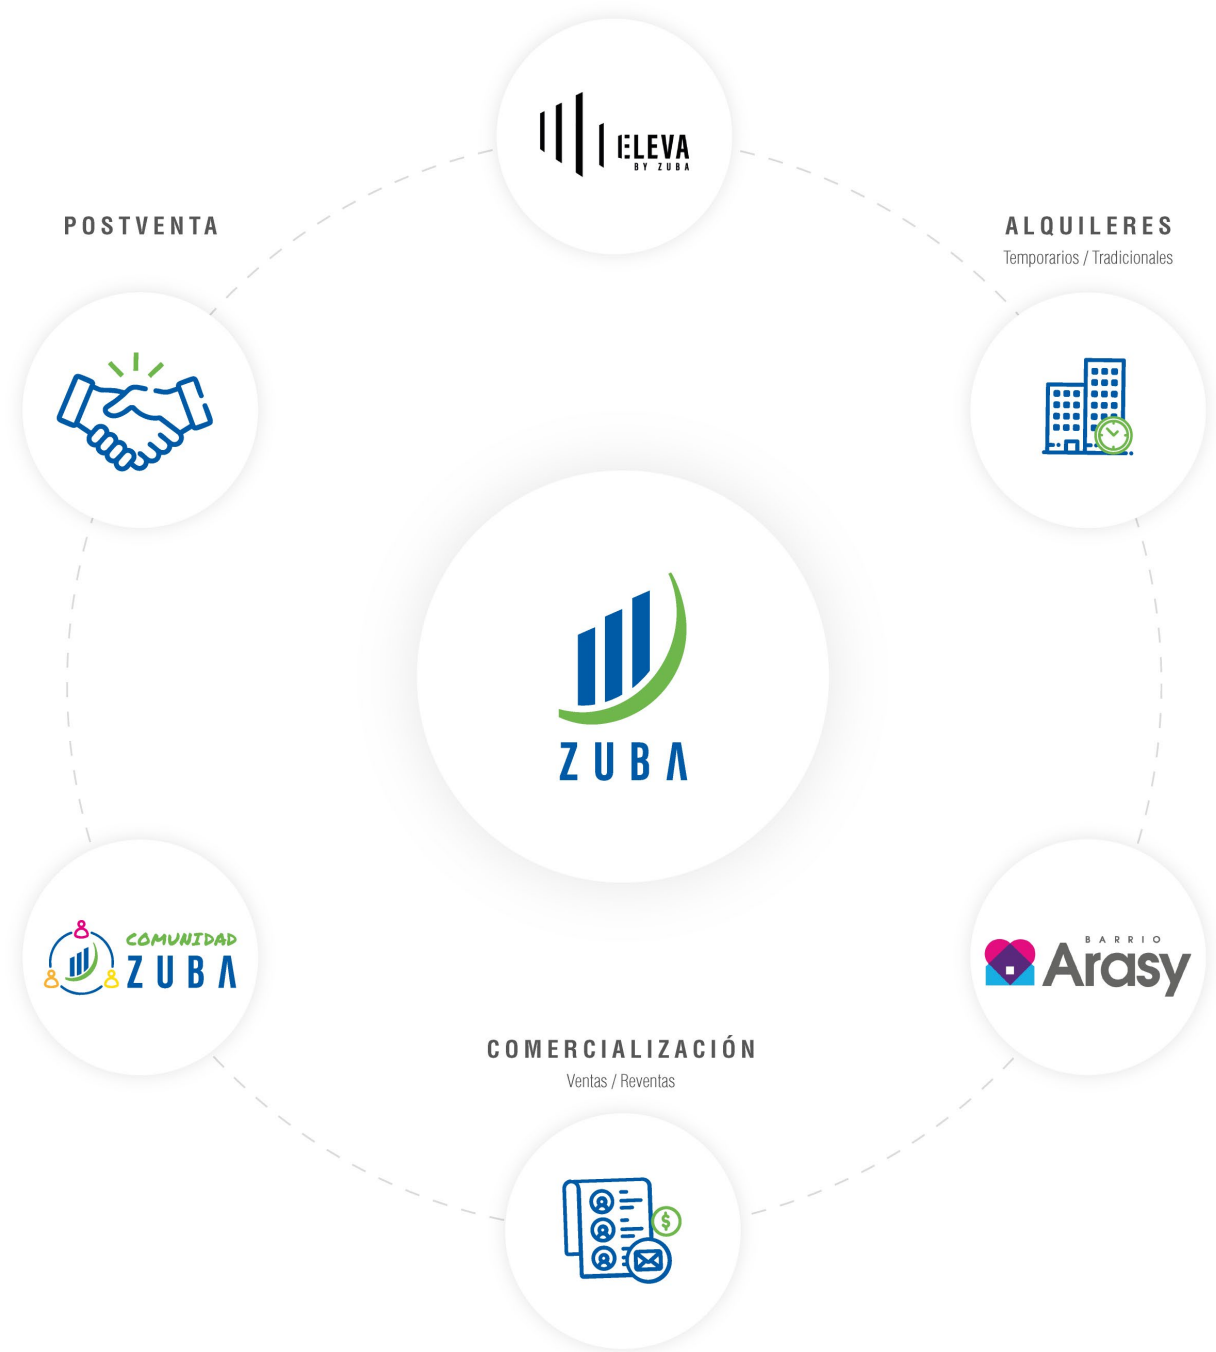 ELEVA
BY ZUBA
POSTVENTA
ALQUILERES
Temporarios / Tradicionales
ZUBA
COMUNIDAD
ZUBA
BARRIO
Arasy
COMERCIALIZACIÓN
Ventas / Reventas
$